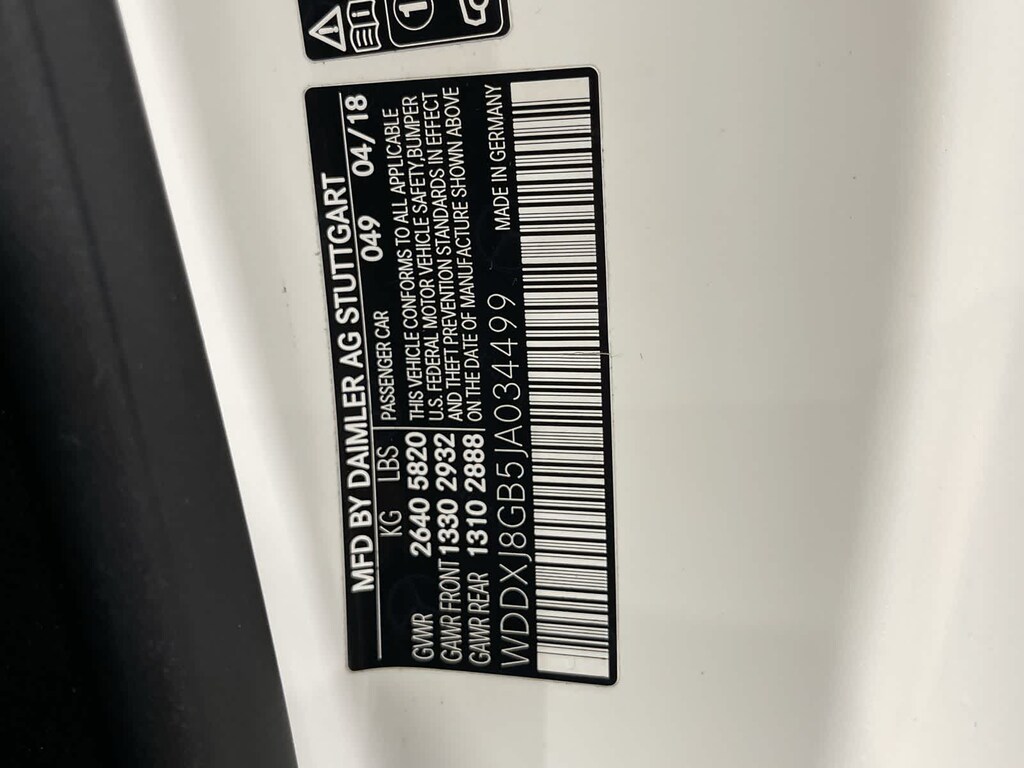 1
MFD BY DAIMLER AG STUTTGART
KG LBS PASSENGER CAR 049 04/18
GWR 2640 5820 THIS VEHICLE CONFORMS TO ALL APPLICABLE
U.S. FEDERAL MOTOR VEHICLE SAFETY,BUMPER
GAWR FRONT 1330 2932 AND THEFT PREVENTION STANDARDS IN EFFECT
GAWR REAR 1310 2888 ON THE DATE OF MANUFACTURE SHOWN ABOVE
WDDXJ8GB5JA034499 MADE IN GERMANY